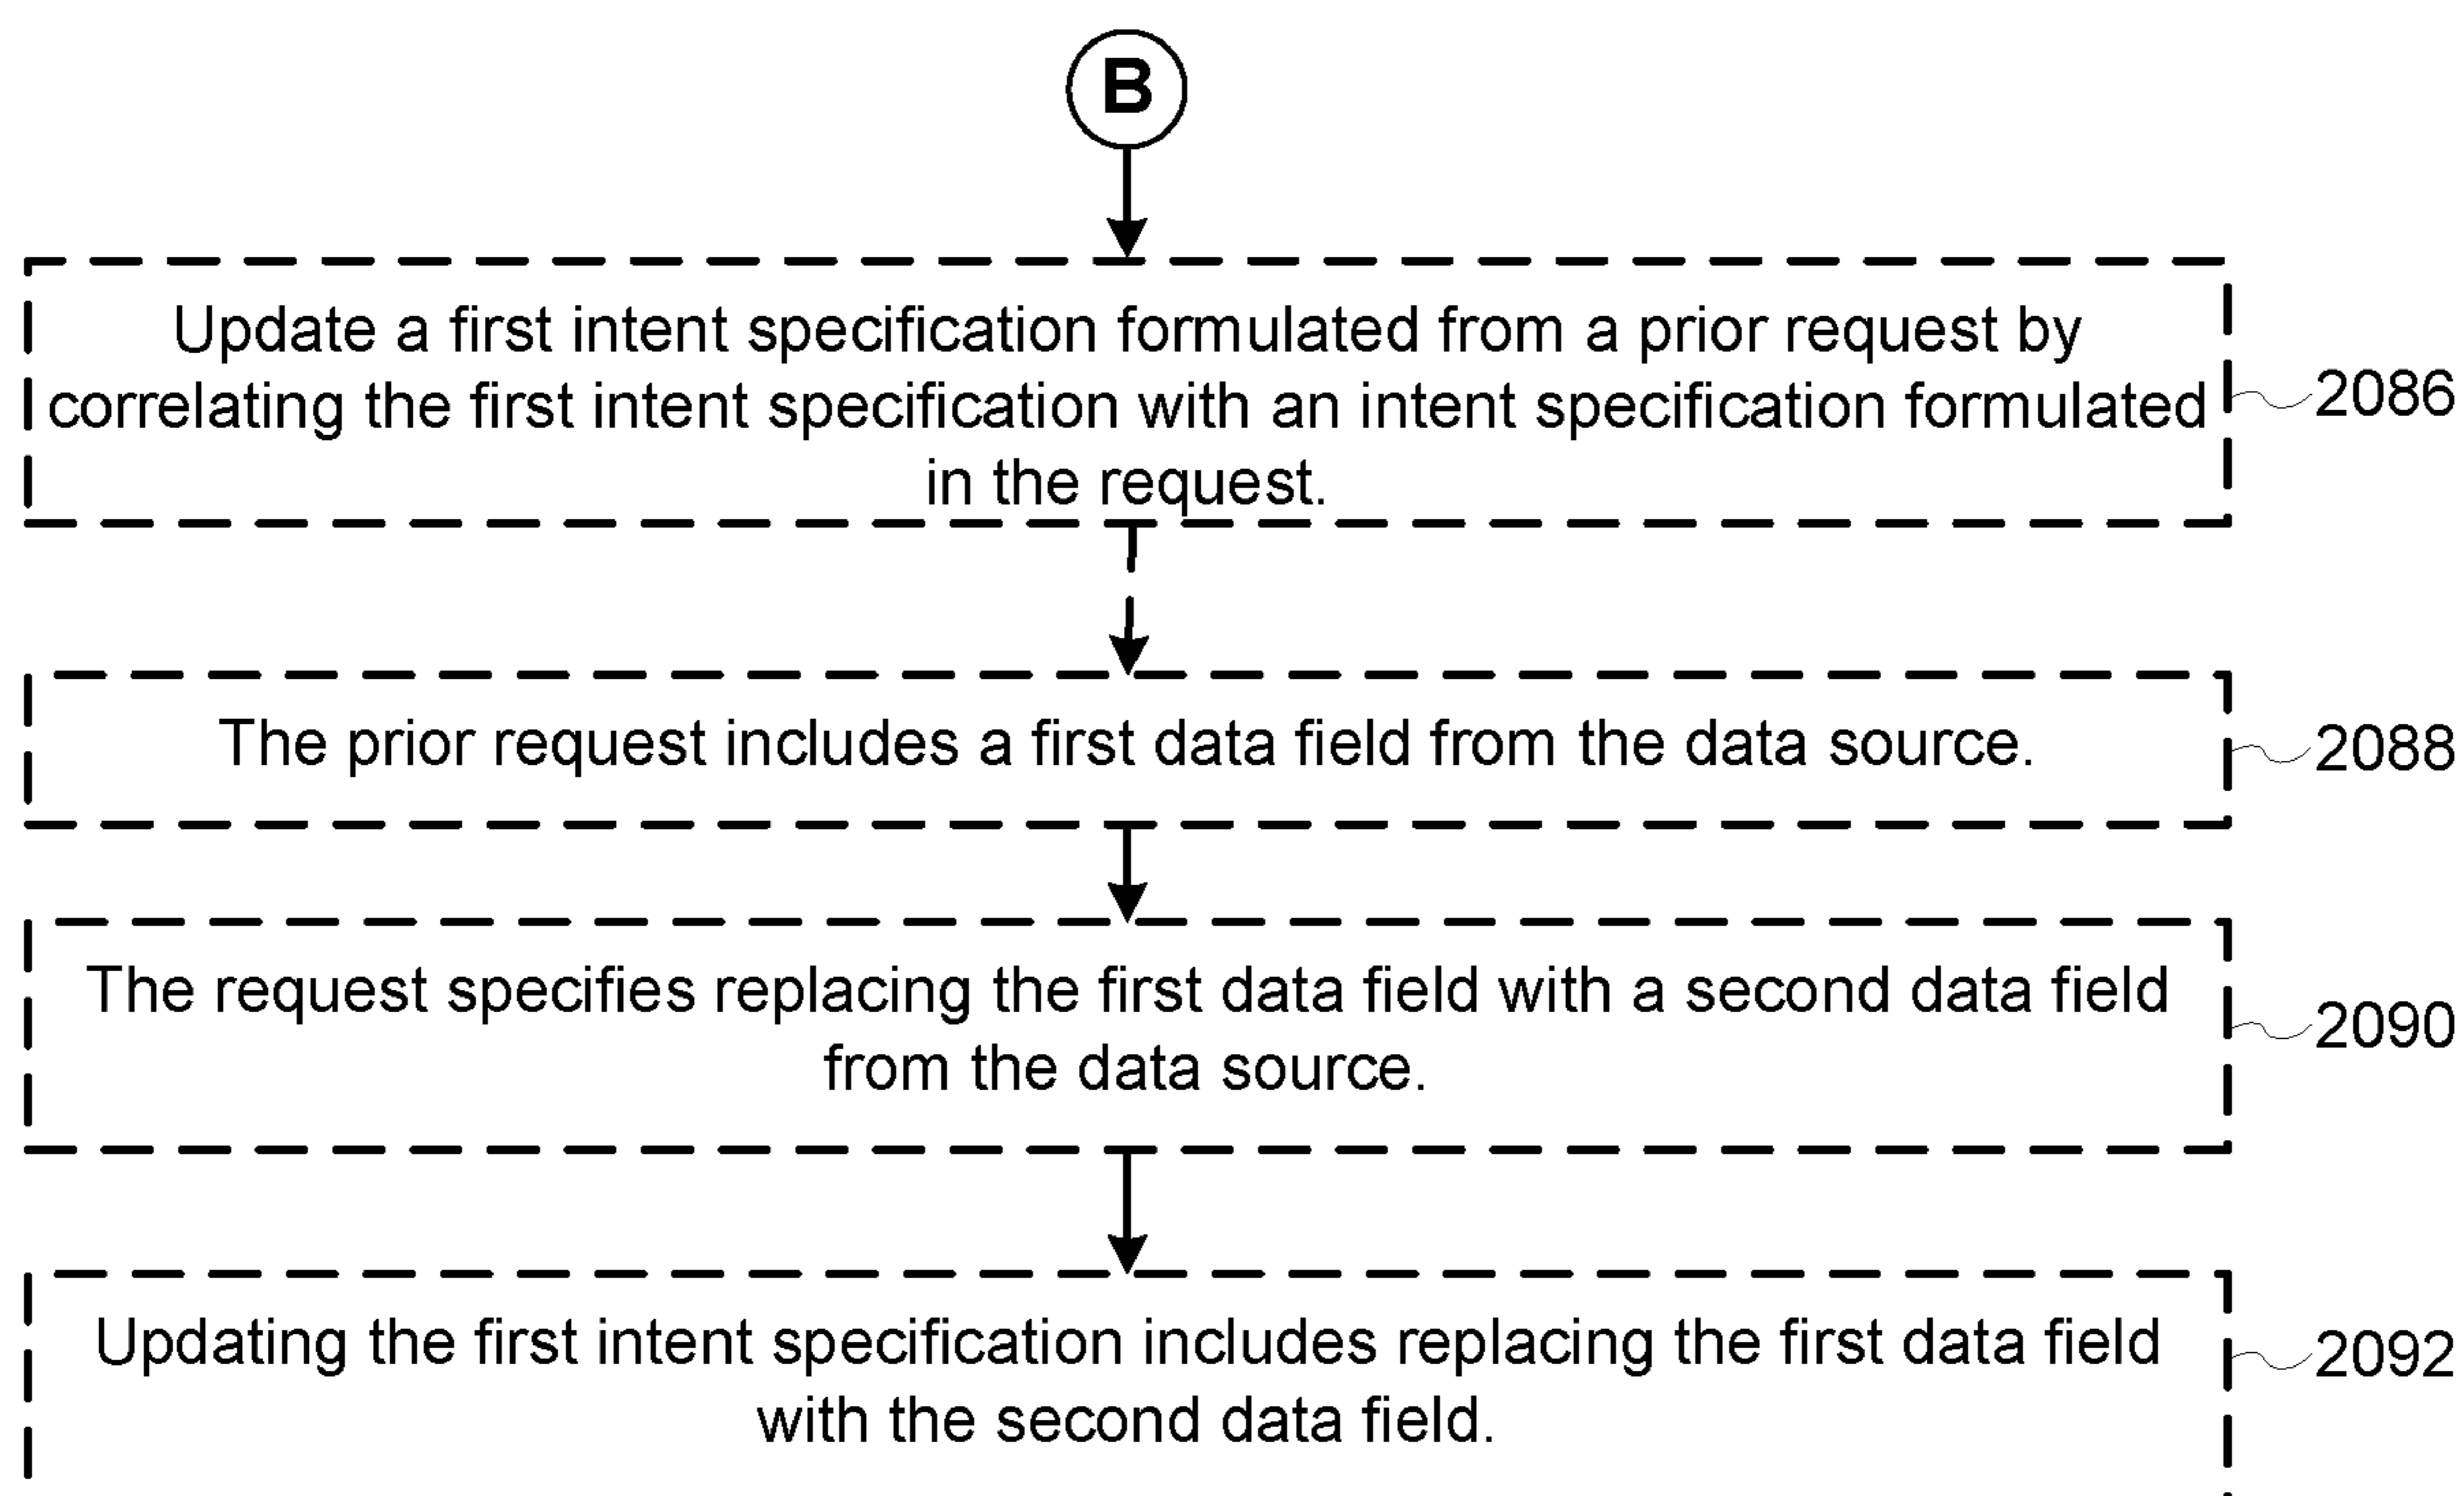 B
Update a first intent specification formulated from a prior request by
correlating the first intent specification with an intent specification formulated
in the request.
2086
The prior request includes a first data field from the data source.
2088
The request specifies replacing the first data field with a second data field
from the data source.
2090
Updating the first intent specification includes replacing the first data field
with the second data field.
2092